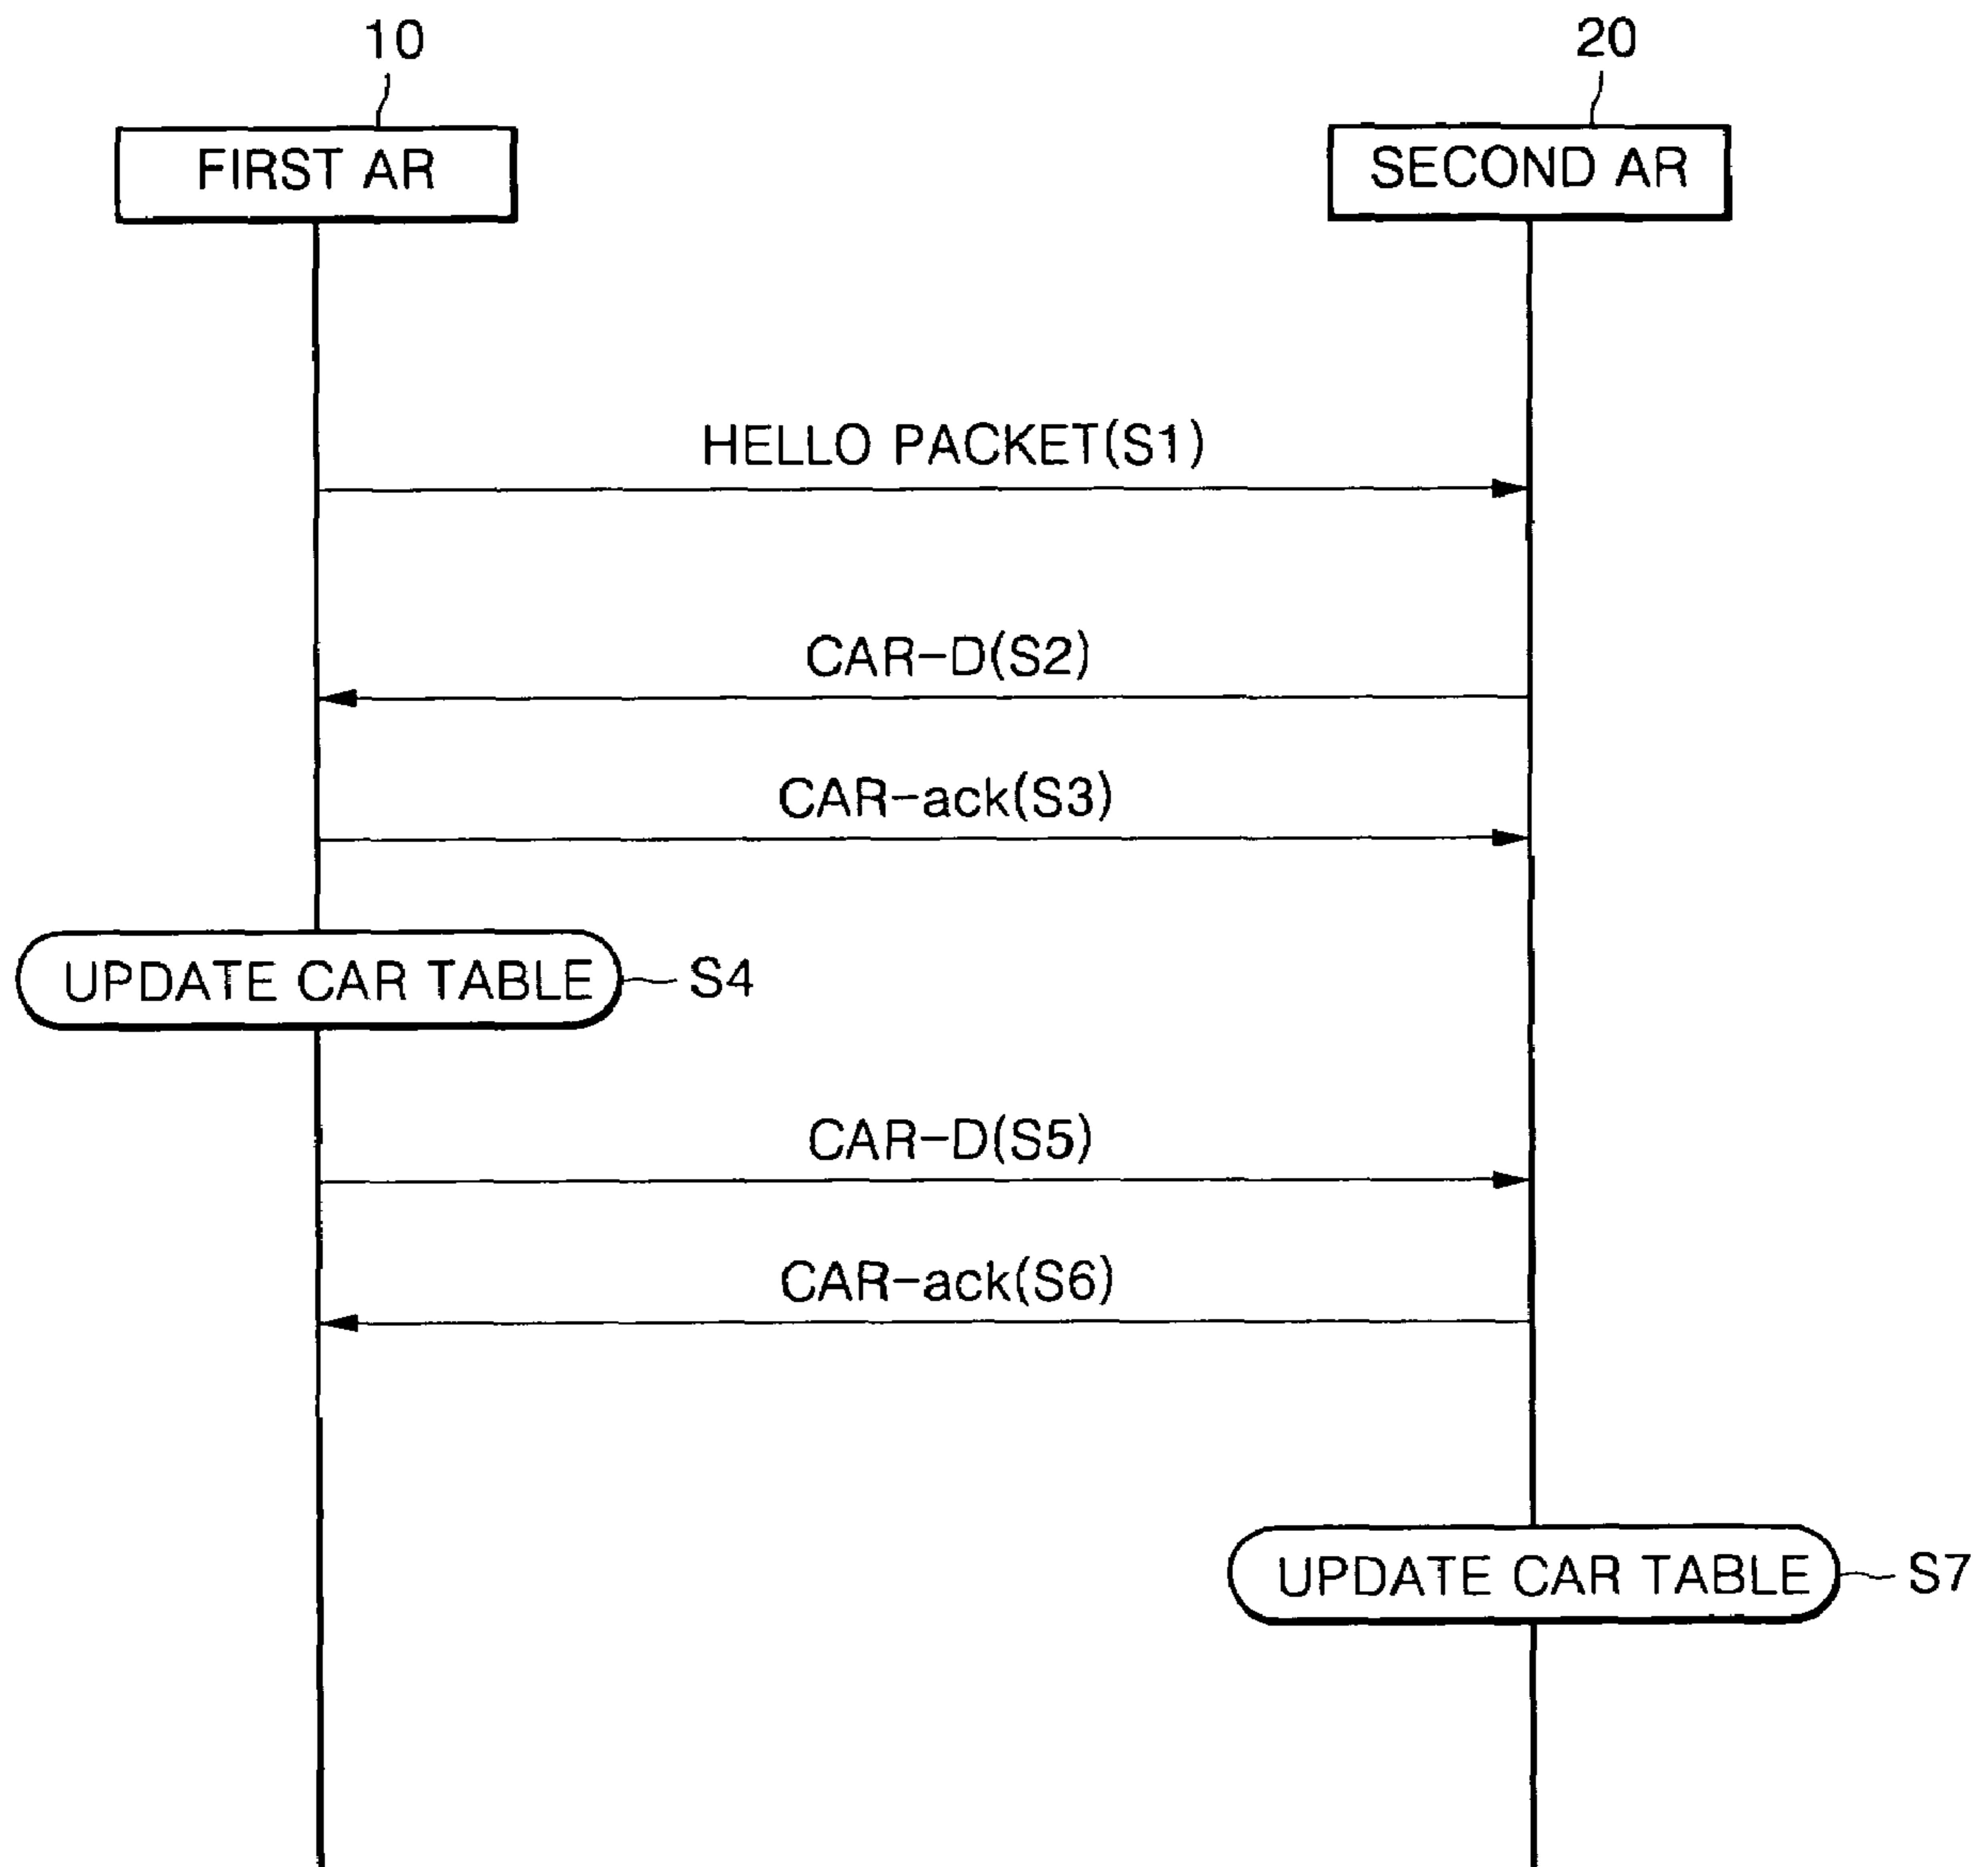 10
20
FIRST AR
SECOND AR
HELLO PACKET(S1)
CAR-D(S2)
CAR-ack(S3)
UPDATE CAR TABLE
S4
CAR-D(S5)
CAR-ack(S6)
UPDATE CAR TABLE
S7